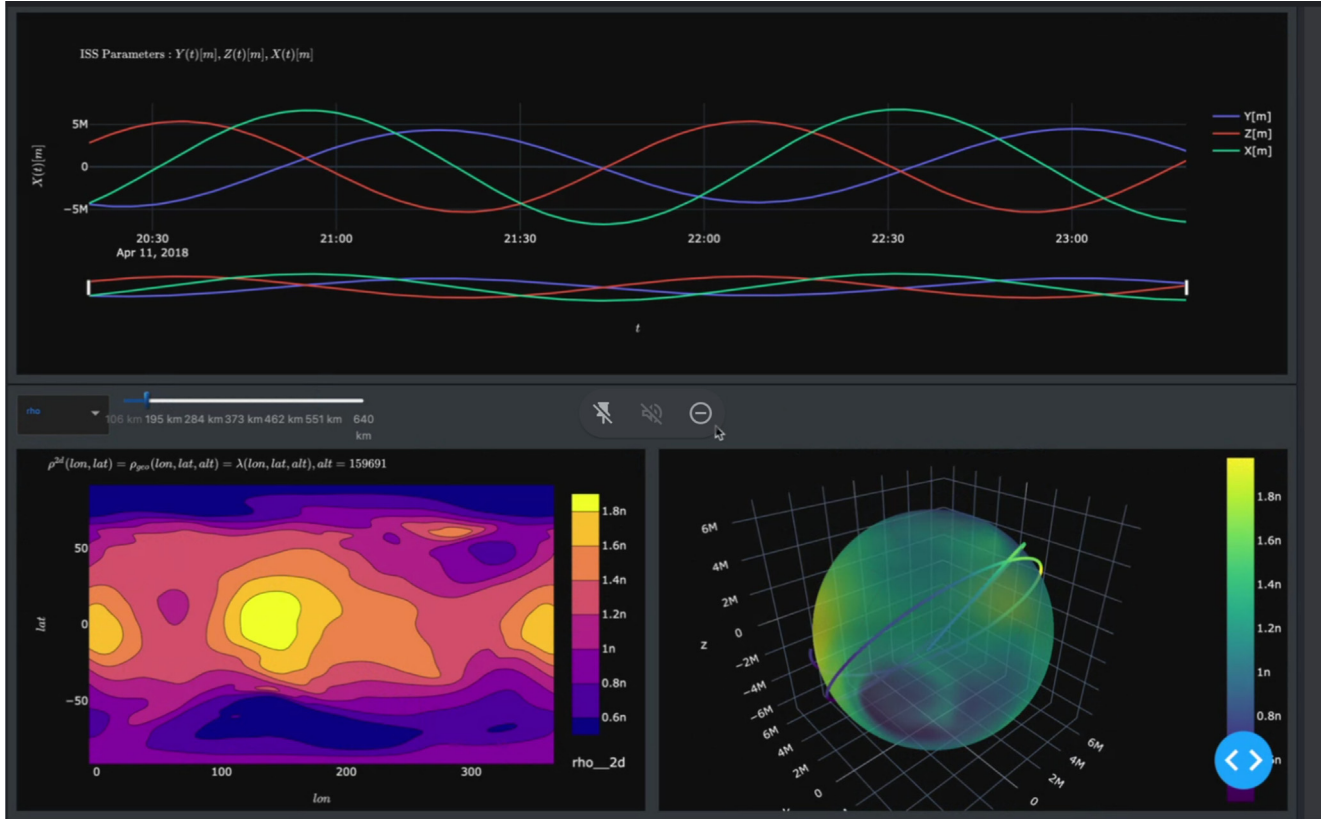 ISS Parameters : Y(t)[m], Z(t)[m], X(t)[m]
X(t)[m]
5M
0
−5M
20:30
Apr 11, 2018
21:00
21:30
22:00
22:30
23:00
t
Y[m]
Z[m]
X[m]
rho
106 km 195 km 284 km 373 km 462 km 551 km 640 km
ρ²ᵈ(lon, lat) = ρgeo(lon, lat, alt) = λ(lon, lat, alt), alt = 159691
lat
50
0
−50
0
100
200
300
lon
1.8n
1.6n
1.4n
1.2n
1n
0.8n
0.6n
rho__2d
6M
4M
2M
0
−2M
−4M
−6M
z
6M
4M
2M
0
6M
4M
2M
0
1.8n
1.6n
1.4n
1.2n
1n
0.8n